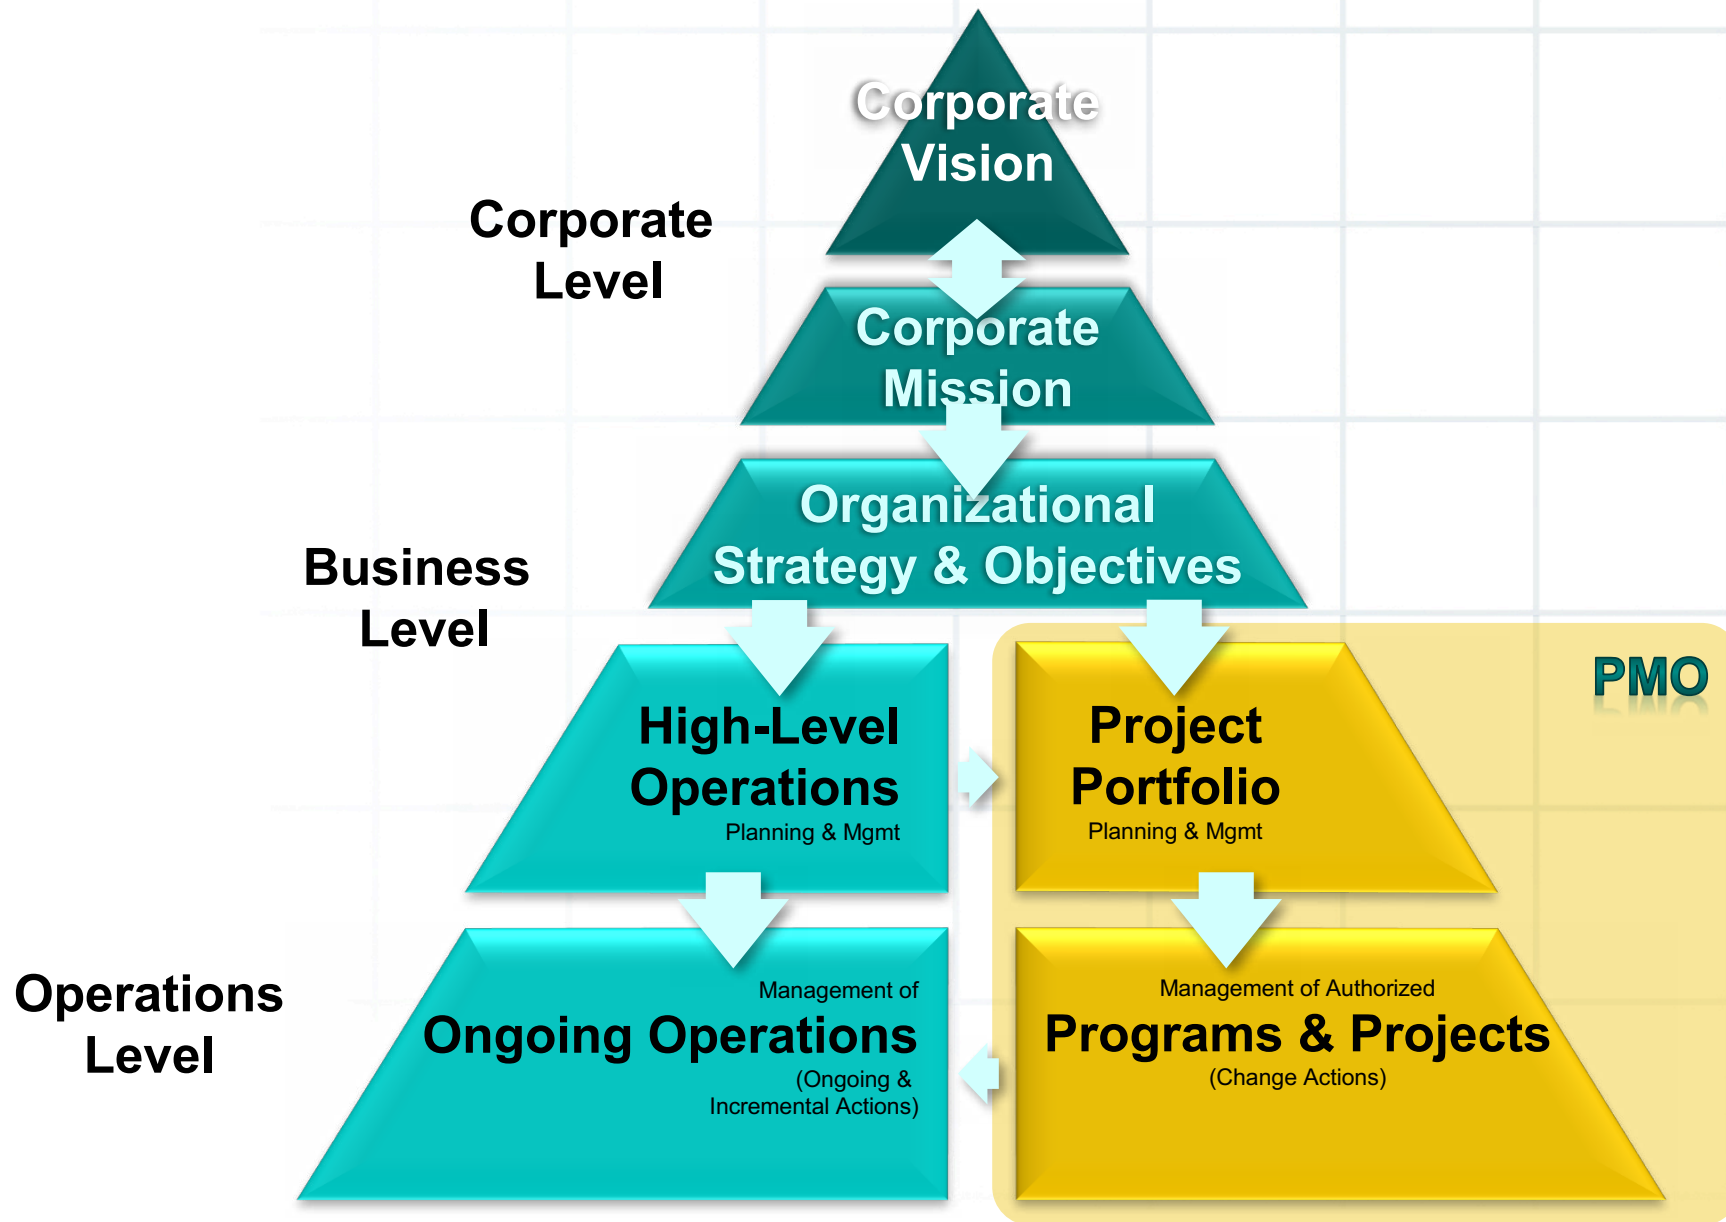 Corporate
Vision
Corporate
Level
Corporate
Mission
Organizational
Strategy & Objectives
Business
Level
PMO
High-Level
Operations
Planning & Mgmt
Project
Portfolio
Planning & Mgmt
Operations
Level
Management of
Ongoing Operations
(Ongoing &
Incremental Actions)
Management of Authorized
Programs & Projects
(Change Actions)